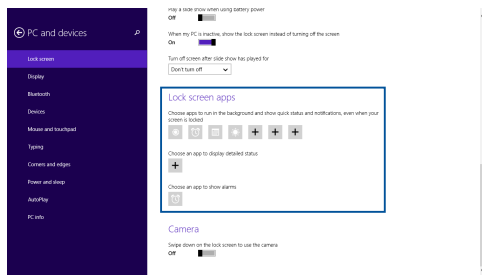 Play a slide show when using battery power
Off
PC and devices
When my PC is inactive, show the lock screen instead of turning off the screen
On
Lock screen
Turn off screen after slide show has played for
Don't turn off
Display
Bluetooth
Devices
Mouse and touchpad
Typing
Corners and edges
Power and sleep
AutoPlay
PC info
Lock screen apps
Choose apps to run in the background and show quick status and notifications, even when your
screen is locked
Choose an app to display detailed status
Choose an app to show alarms
Camera
Swipe down on the lock screen to use the camera
Off